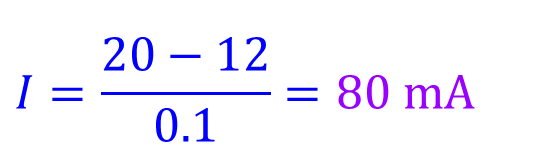 I = (20 − 12) / 0.1 = 80 mA